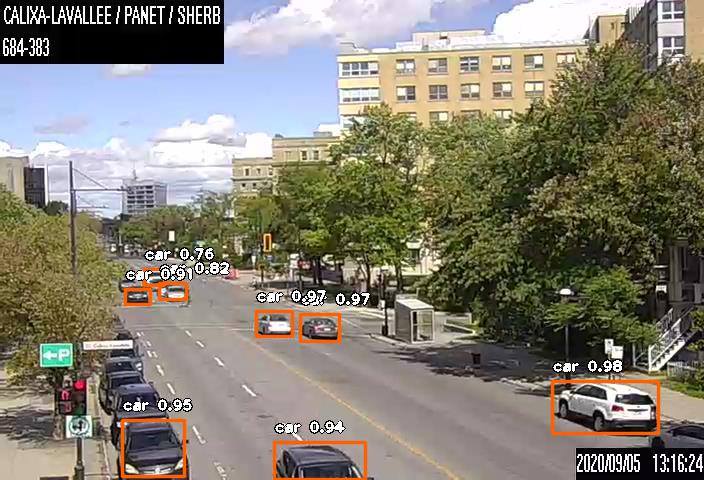 CALIXA-LAVALLEE / PANET / SHERB
684-383
car 0.76
0.82
car 0.91
car 0.97
0.97
car 0.98
car 0.95
car 0.94
P
2020/09/05 13:16:24